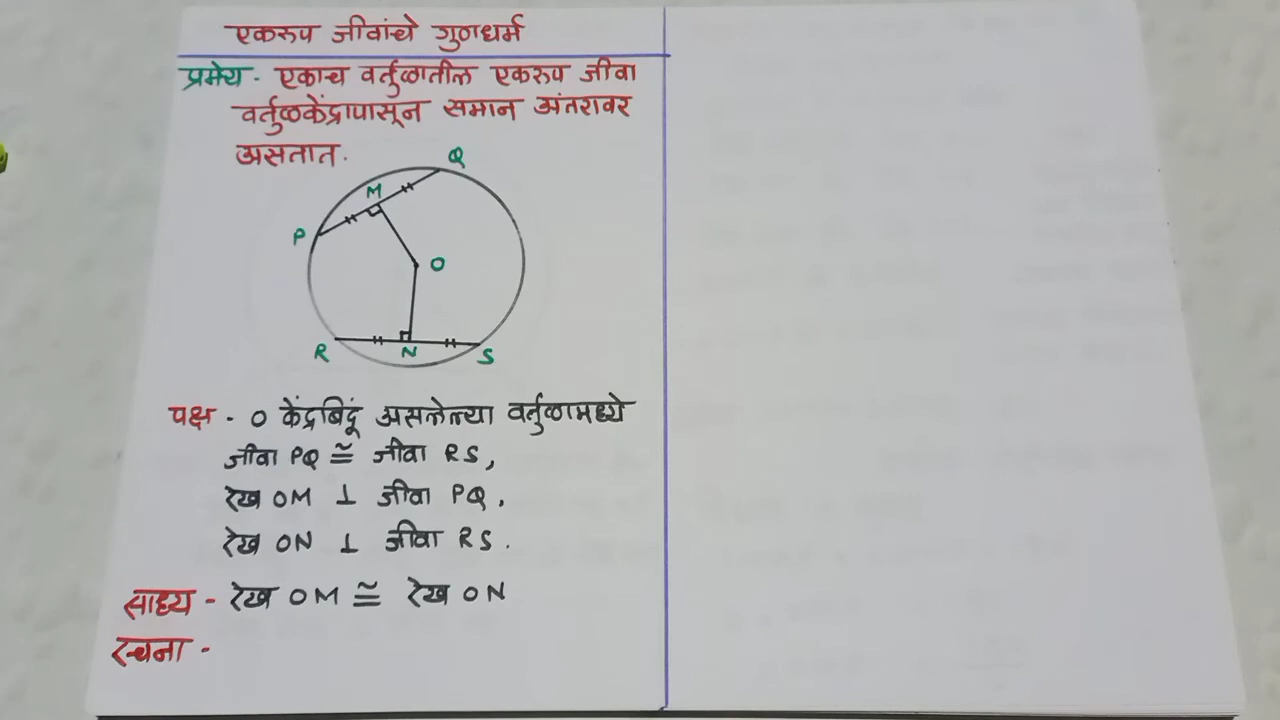 एकरुप जीवांचे गुणधर्म
प्रमेय - एकाच वर्तुळातील एकरुप जीवा
वर्तुळकेंद्रापासून समान अंतरावर
असतात.
Q
M
P
O
R
N
S
पक्ष - O केंद्रबिंदू असलेल्या वर्तुळामध्ये
जीवा PQ ≅ जीवा RS,
रेख OM ⊥ जीवा PQ,
रेख ON ⊥ जीवा RS.
साध्य - रेख OM ≅ रेख ON
रचना -